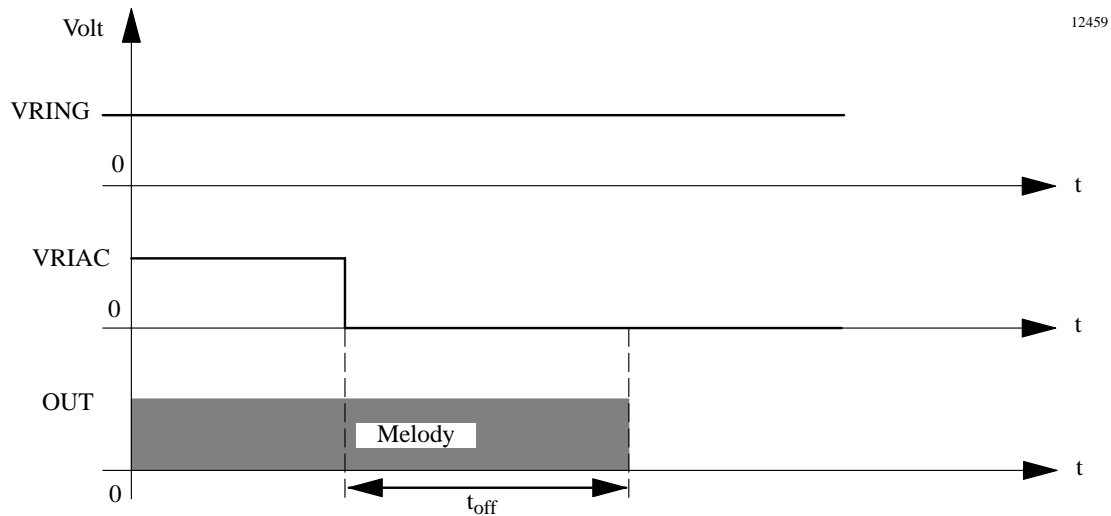 Volt
12459
VRING
0
t
VRIAC
0
t
OUT
Melody
t
0
toff